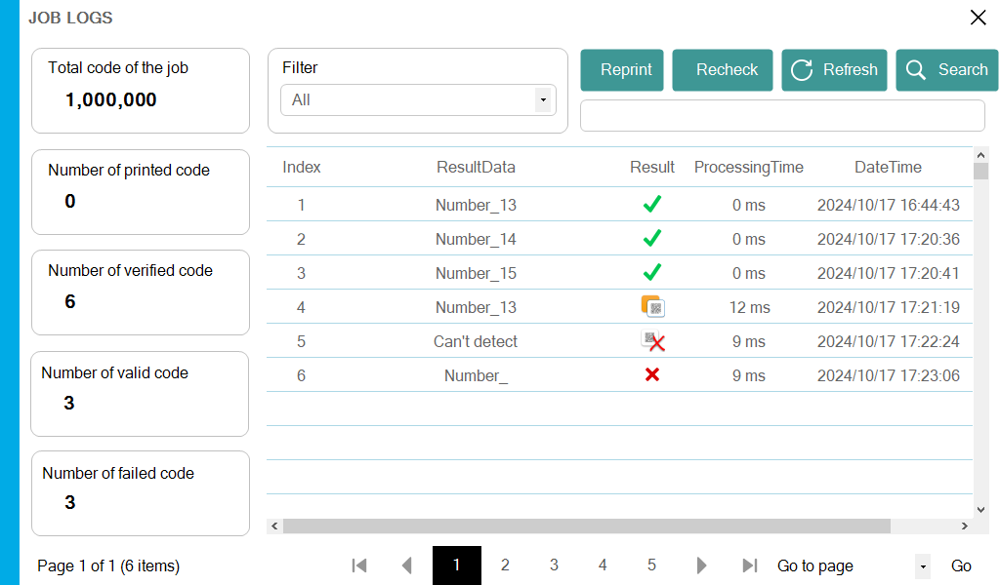 JOB LOGS
Total code of the job
1,000,000
Number of printed code
0
Number of verified code
6
Number of valid code
3
Number of failed code
3
Filter
All
Reprint Recheck Refresh Search
Index ResultData Result ProcessingTime DateTime
1 Number_13 0 ms 2024/10/17 16:44:43
2 Number_14 0 ms 2024/10/17 17:20:36
3 Number_15 0 ms 2024/10/17 17:20:41
4 Number_13 12 ms 2024/10/17 17:21:19
5 Can't detect 9 ms 2024/10/17 17:22:24
6 Number_ 9 ms 2024/10/17 17:23:06
Page 1 of 1 (6 items) 1 2 3 4 5 Go to page Go